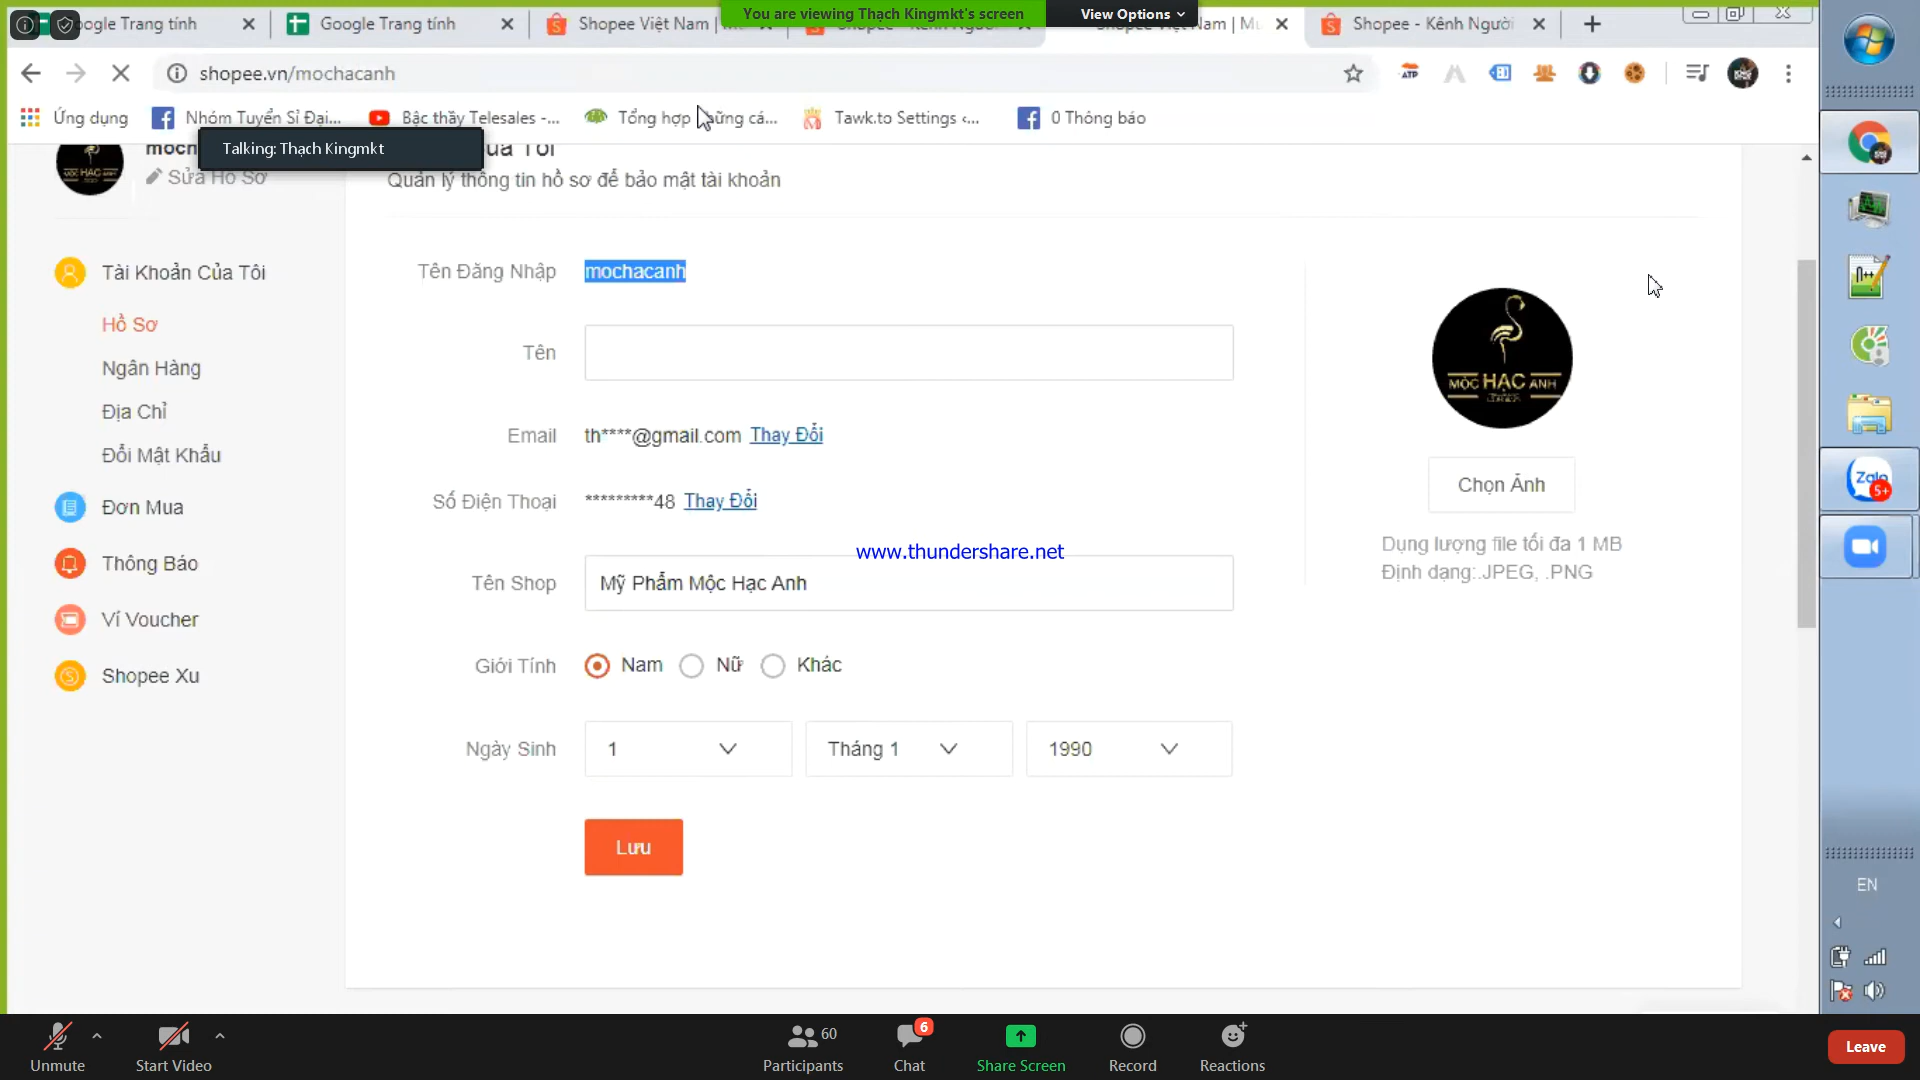 You are viewing Thạch Kingmkt's screen
View Options
Google Trang tính
Shopee Việt Nam |
Shopee - Kênh Người
shopee.vn/mochacanh
Ứng dụng
Nhóm Tuyển Sỉ Đại...
Bậc thầy Telesales -...
Tổng hợp những cá...
Tawk.to Settings ‹...
0 Thông báo
Talking: Thạch Kingmkt
Sửa Hồ Sơ
Quản lý thông tin hồ sơ để bảo mật tài khoản
Tài Khoản Của Tôi
Hồ Sơ
Ngân Hàng
Địa Chỉ
Đổi Mật Khẩu
Đơn Mua
Thông Báo
Ví Voucher
Shopee Xu
Tên Đăng Nhập mochacanh
Tên
Email th****@gmail.com Thay Đổi
Số Điện Thoại *********48 Thay Đổi
www.thundershare.net
Tên Shop Mỹ Phẩm Mộc Hạc Anh
Giới Tính Nam Nữ Khác
Ngày Sinh 1 Tháng 1 1990
Lưu
MỘC HẠC ANH
Chọn Ảnh
Dụng lượng file tối đa 1 MB
Định dạng:.JPEG, .PNG
Zalo
5+
EN
Unmute
Start Video
60
Participants
6
Chat
Share Screen
Record
Reactions
Leave